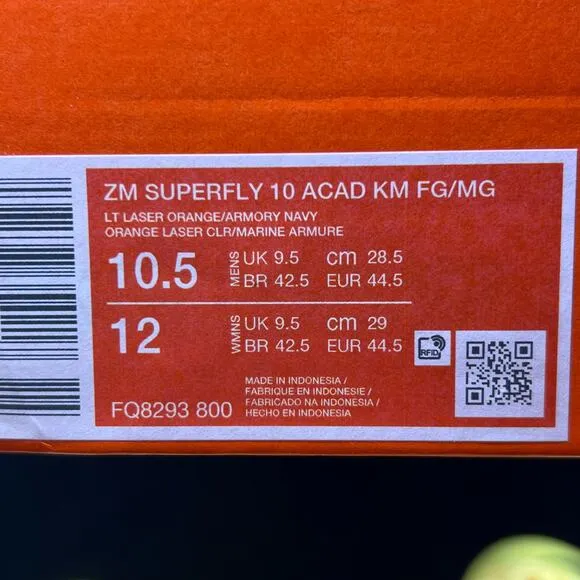 ZM SUPERFLY 10 ACAD KM FG/MG
LT LASER ORANGE/ARMORY NAVY
ORANGE LASER CLR/MARINE ARMURE
10.5 MENS UK 9.5 cm 28.5
BR 42.5 EUR 44.5
12 WMNS UK 9.5 cm 29
BR 42.5 EUR 44.5
RFID
MADE IN INDONESIA /
FABRIQUE EN INDONESIE /
FABRICADO NA INDONÉSIA /
HECHO EN INDONESIA
FQ8293 800